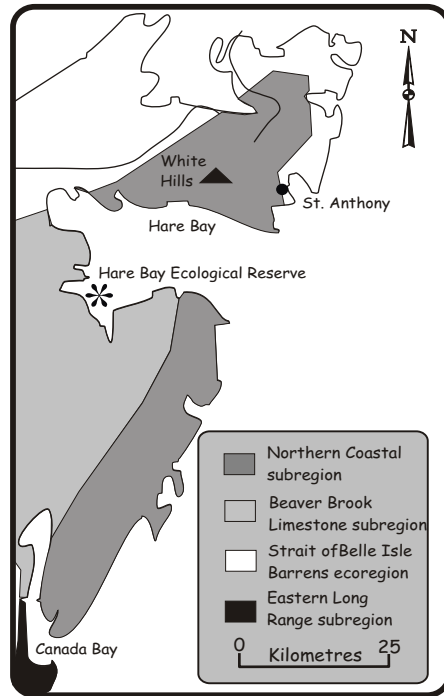 N
White
Hills
St. Anthony
Hare Bay
Hare Bay Ecological Reserve
Northern Coastal
subregion
Beaver Brook
Limestone subregion
Strait ofBelle Isle
Barrens ecoregion
Eastern Long
Range subregion
0 25
Kilometres
Canada Bay